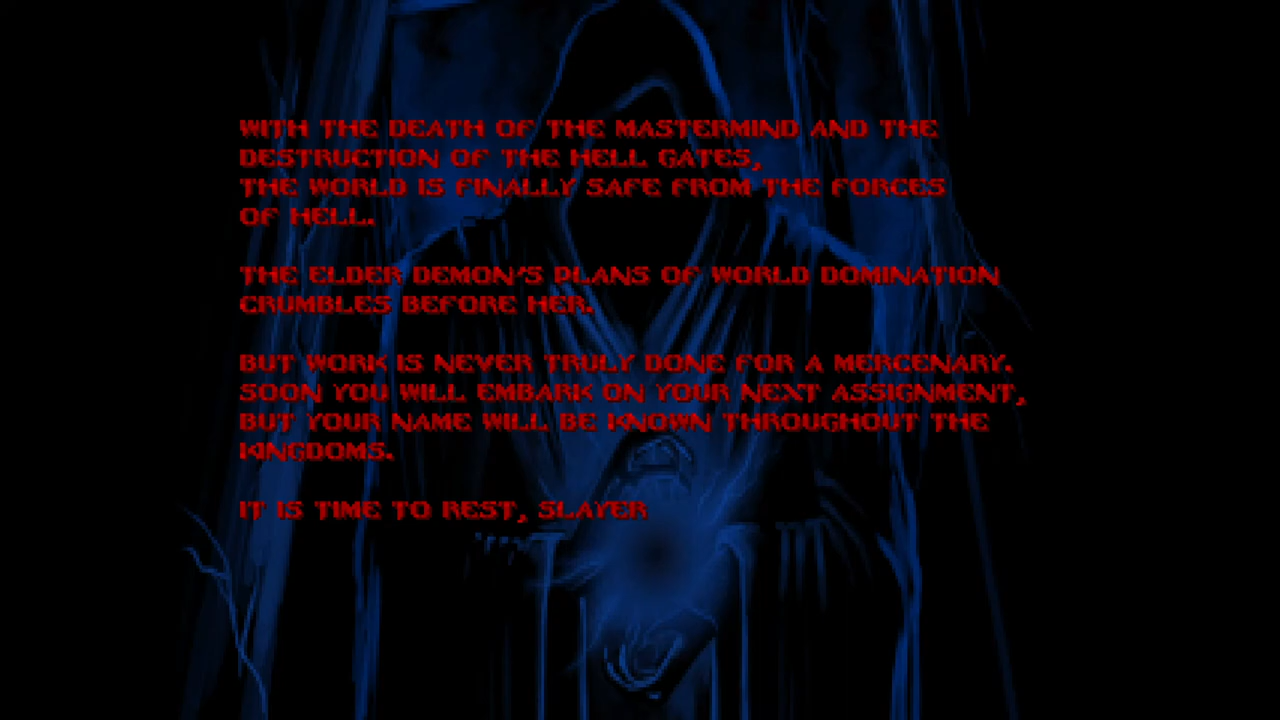 WITH THE DEATH OF THE MASTERMIND AND THE
DESTRUCTION OF THE HELL GATES,
THE WORLD IS FINALLY SAFE FROM THE FORCES
OF HELL.
THE ELDER DEMON'S PLANS OF WORLD DOMINATION
CRUMBLES BEFORE HER.
BUT WORK IS NEVER TRULY DONE FOR A MERCENARY.
SOON YOU WILL EMBARK ON YOUR NEXT ASSIGNMENT,
BUT YOUR NAME WILL BE KNOWN THROUGHOUT THE
KINGDOMS.
IT IS TIME TO REST, SLAYER